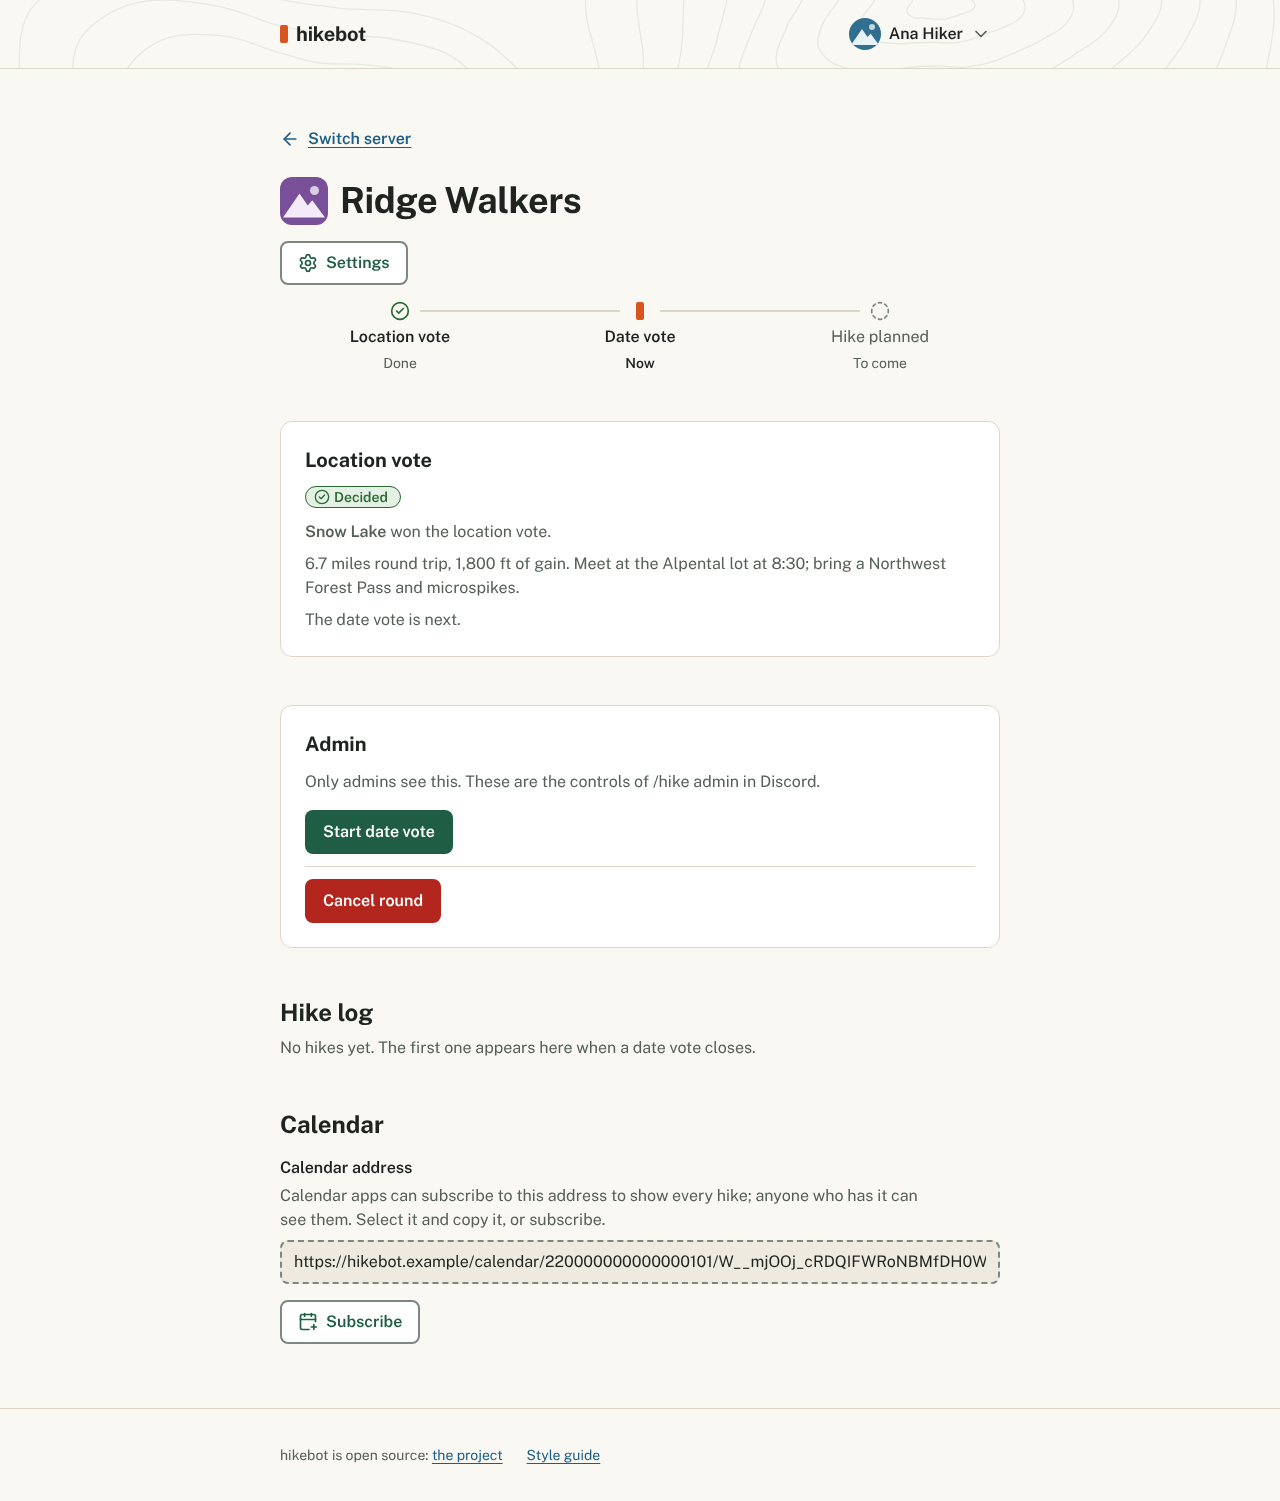 hikebot
Ana Hiker
Switch server
Ridge Walkers
Settings
Location vote
Done
Date vote
Now
Hike planned
To come
Location vote
Decided
Snow Lake won the location vote.
6.7 miles round trip, 1,800 ft of gain. Meet at the Alpental lot at 8:30; bring a Northwest
Forest Pass and microspikes.
The date vote is next.
Admin
Only admins see this. These are the controls of /hike admin in Discord.
Start date vote
Cancel round
Hike log
No hikes yet. The first one appears here when a date vote closes.
Calendar
Calendar address
Calendar apps can subscribe to this address to show every hike; anyone who has it can
see them. Select it and copy it, or subscribe.
https://hikebot.example/calendar/220000000000000101/W__mjOOj_cRDQIFWRoNBMfDH0W
Subscribe
hikebot is open source: the project
Style guide